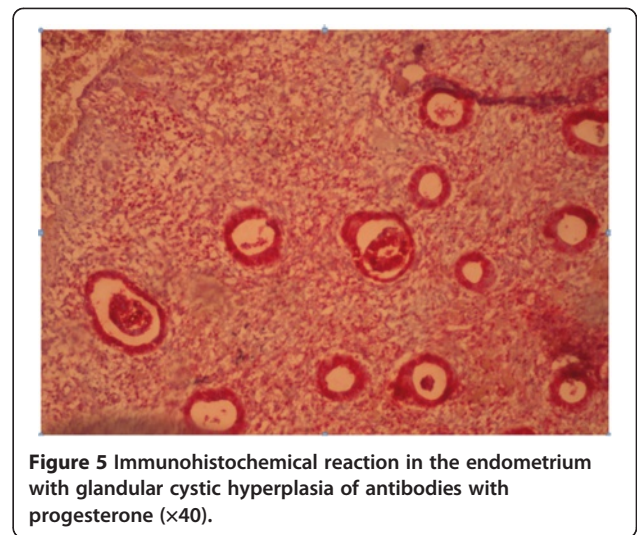 Figure 5 Immunohistochemical reaction in the endometrium
with glandular cystic hyperplasia of antibodies with
progesterone (×40).